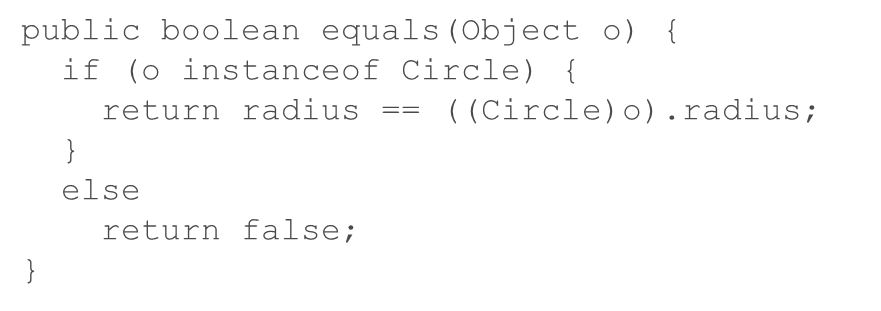 public boolean equals(Object o) {
  if (o instanceof Circle) {
    return radius == ((Circle)o).radius;
  }
  else
    return false;
}